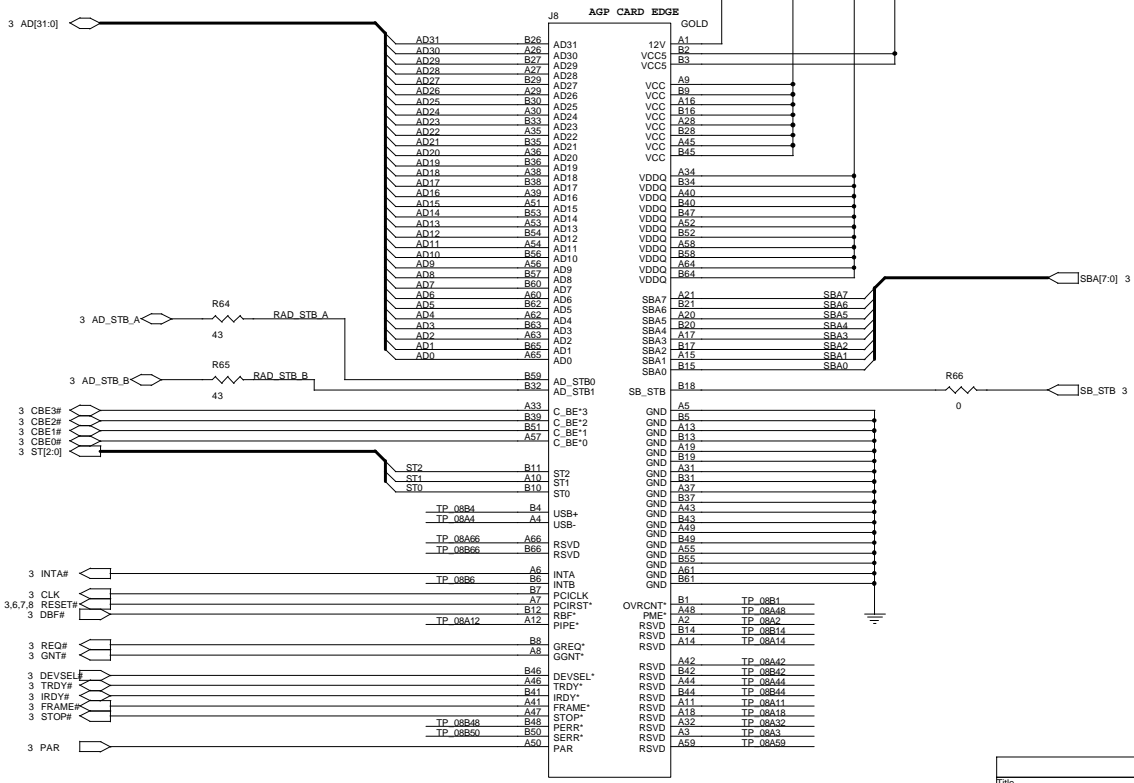 AGP CARD EDGE
J8
GOLD
3 AD[31:0]
AD31 B26 AD31 12V A1
AD30 A26 AD30 VCC5 B2
AD29 B27 AD29 VCC5 B3
AD28 A27 AD28
AD27 B29 AD27 VCC A9
AD26 A29 AD26 VCC B9
AD25 B30 AD25 VCC A16
AD24 A30 AD24 VCC B16
AD23 B33 AD23 VCC A28
AD22 A35 AD22 VCC B28
AD21 B35 AD21 VCC A45
AD20 A36 AD20 VCC B45
AD19 B36 AD19
AD18 A38 AD18 VDDQ A34
AD17 B38 AD17 VDDQ B34
AD16 A39 AD16 VDDQ A40
AD15 A51 AD15 VDDQ B40
AD14 B53 AD14 VDDQ B47
AD13 A53 AD13 VDDQ A52
AD12 B54 AD12 VDDQ B52
AD11 A54 AD11 VDDQ A58
AD10 B56 AD10 VDDQ B58
AD9 A56 AD9 VDDQ A64
AD8 B57 AD8 VDDQ B64
AD7 B60 AD7
AD6 A60 AD6 SBA7 A21 SBA7
AD5 B62 AD5 SBA6 B21 SBA6
AD4 A62 AD4 SBA5 A20 SBA5
AD3 B63 AD3 SBA4 B20 SBA4
AD2 A63 AD2 SBA3 A17 SBA3
AD1 B65 AD1 SBA2 B17 SBA2
AD0 A65 AD0 SBA1 A15 SBA1
SBA0 B15 SBA0
SBA[7:0] 3
R64
3 AD_STB_A RAD_STB_A
43
R65
3 AD_STB_B RAD_STB_B
43
B59 AD_STB0
B32 AD_STB1 SB_STB B18
R66
SB_STB 3
0
3 CBE3# A33 C_BE*3 GND A5
3 CBE2# B39 C_BE*2 GND B5
3 CBE1# B51 C_BE*1 GND A13
3 CBE0# A57 C_BE*0 GND B13
3 ST[2:0] GND A19
GND B19
ST2 B11 ST2 GND A31
ST1 A10 ST1 GND B31
ST0 B10 ST0 GND A37
GND B37
TP_08B4 B4 USB+ GND A43
TP_08A4 A4 USB- GND B43
GND A49
TP_08A66 A66 RSVD GND B49
TP_08B66 B66 RSVD GND A55
GND B55
3 INTA# A6 INTA GND A61
TP_08B6 B6 INTB GND B61
3 CLK B7 PCICLK
3,6,7,8 RESET# A7 PCIRST* OVRCNT* B1 TP_08B1
3 DBF# B12 RBF* PME* A48 TP_08A48
TP_08A12 A12 PIPE* RSVD A2 TP_08A2
RSVD B14 TP_08B14
3 REQ# B8 GREQ* RSVD A14 TP_08A14
3 GNT# A8 GGNT*
RSVD A42 TP_08A42
3 DEVSEL# B46 DEVSEL* RSVD B42 TP_08B42
3 TRDY# A46 TRDY* RSVD A44 TP_08A44
3 IRDY# B41 IRDY* RSVD B44 TP_08B44
3 FRAME# A41 FRAME* RSVD A11 TP_08A11
3 STOP# A47 STOP* RSVD A18 TP_08A18
TP_08B48 B48 PERR* RSVD A32 TP_08A32
TP_08B50 B50 SERR* RSVD A3 TP_08A3
3 PAR A50 PAR RSVD A59 TP_08A59
Title